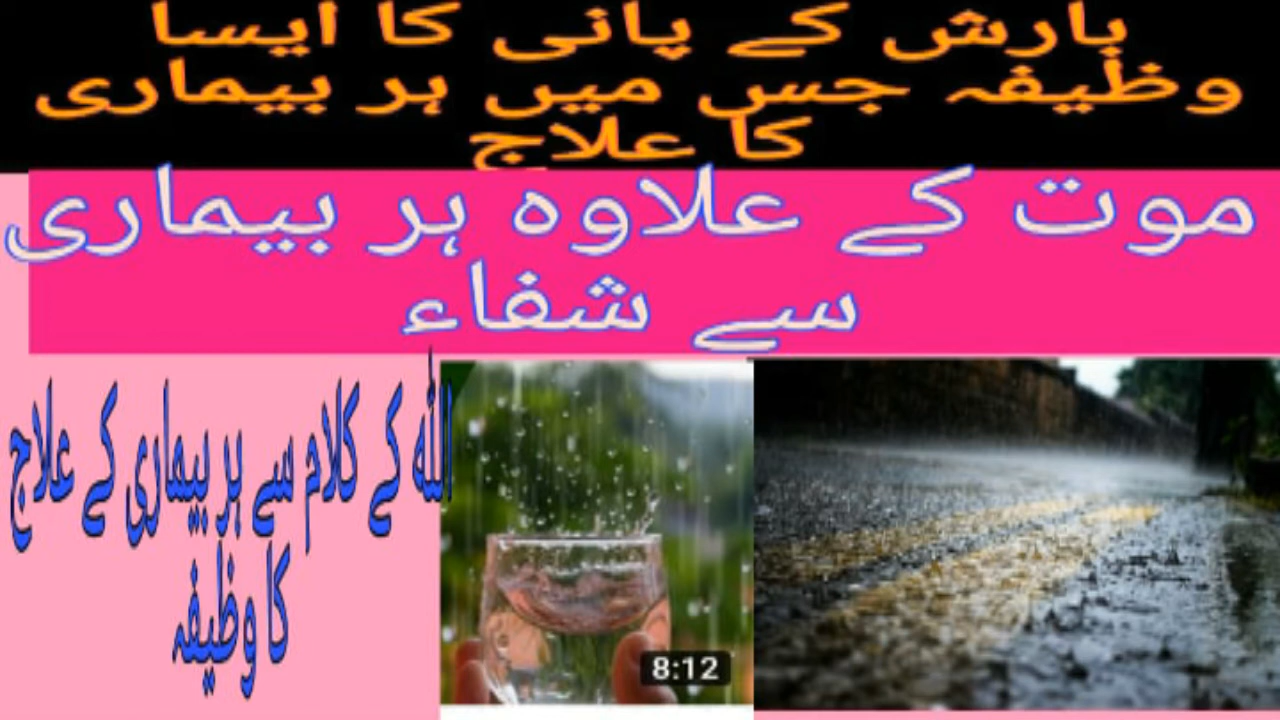 بارش کے پانی کا ایسا
وظیفہ جس میں ہر بیماری
کا علاج
موت کے علاوہ ہر بیماری
سے شفاء
اللہ کے کلام سے ہر بیماری کے علاج
کا وظیفہ
8:12